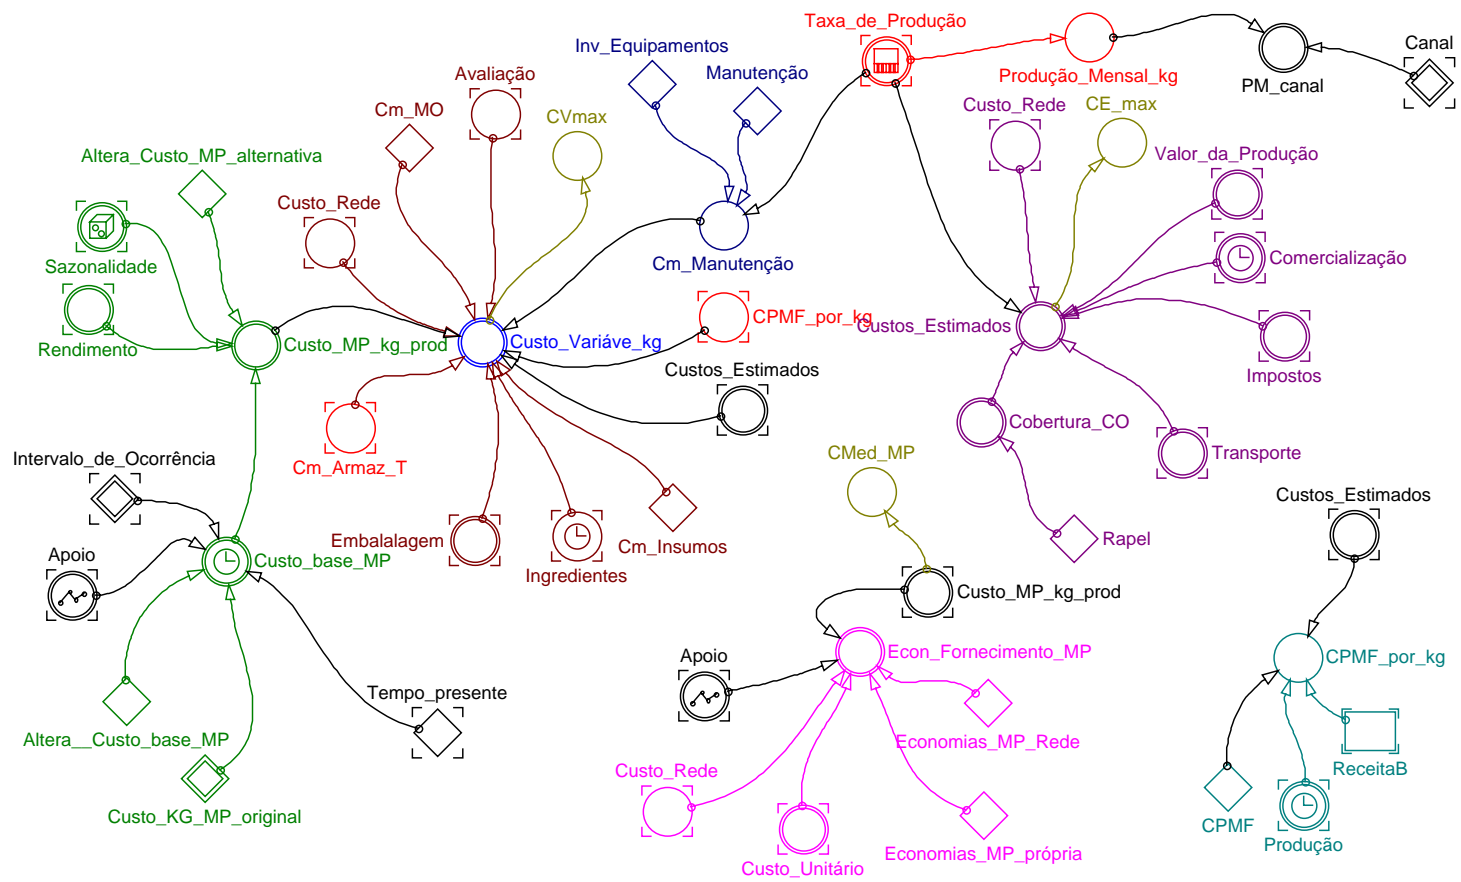 Taxa_de_Produção
Canal
Inv_Equipamentos
Manutenção
Avaliação
Produção_Mensal_kg
PM_canal
Cm_MO
CVmax
Custo_Rede
CE_max
Altera_Custo_MP_alternativa
Valor_da_Produção
Custo_Rede
Sazonalidade
Cm_Manutenção
Comercialização
CPMF_por_kg
Custos_Estimados
Rendimento
Custo_MP_kg_prod
Custo_Variáve_kg
Custos_Estimados
Impostos
Cobertura_CO
Cm_Armaz_T
Intervalo_de_Ocorrência
CMed_MP
Transporte
Custos_Estimados
Embalalagem
Cm_Insumos
Rapel
Apoio
Custo_base_MP
Ingredientes
Custo_MP_kg_prod
Apoio
Econ_Fornecimento_MP
CPMF_por_kg
Tempo_presente
Altera__Custo_base_MP
Economias_MP_Rede
Custo_Rede
ReceitaB
Custo_KG_MP_original
CPMF
Produção
Economias_MP_própria
Custo_Unitário